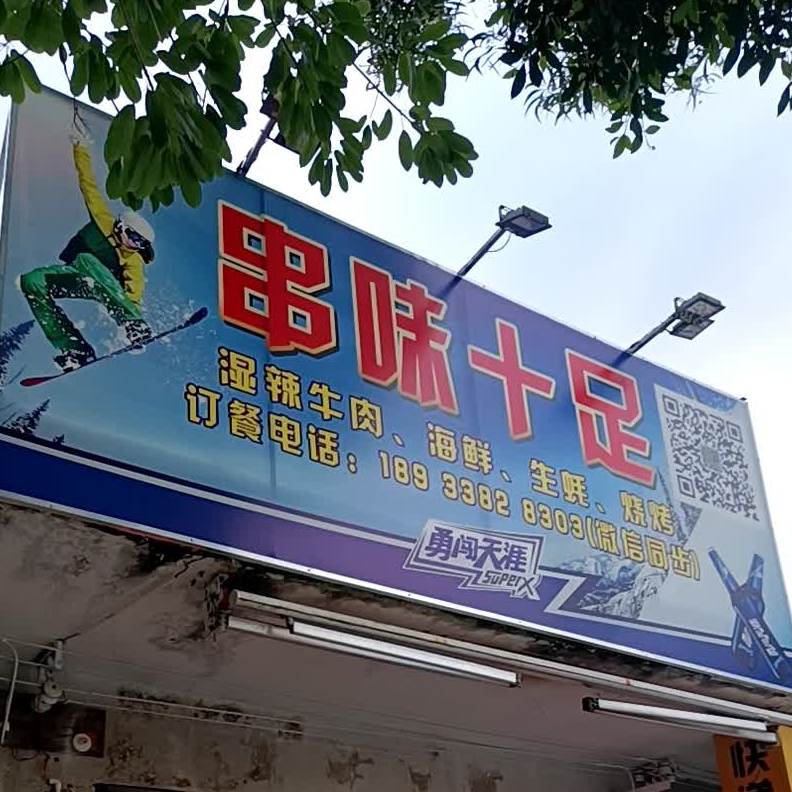 串味十足
湿辣牛肉、海鲜、生蚝、烧烤
订餐电话：189 3382 8303(微信同步)
勇闯天涯
SUPERX